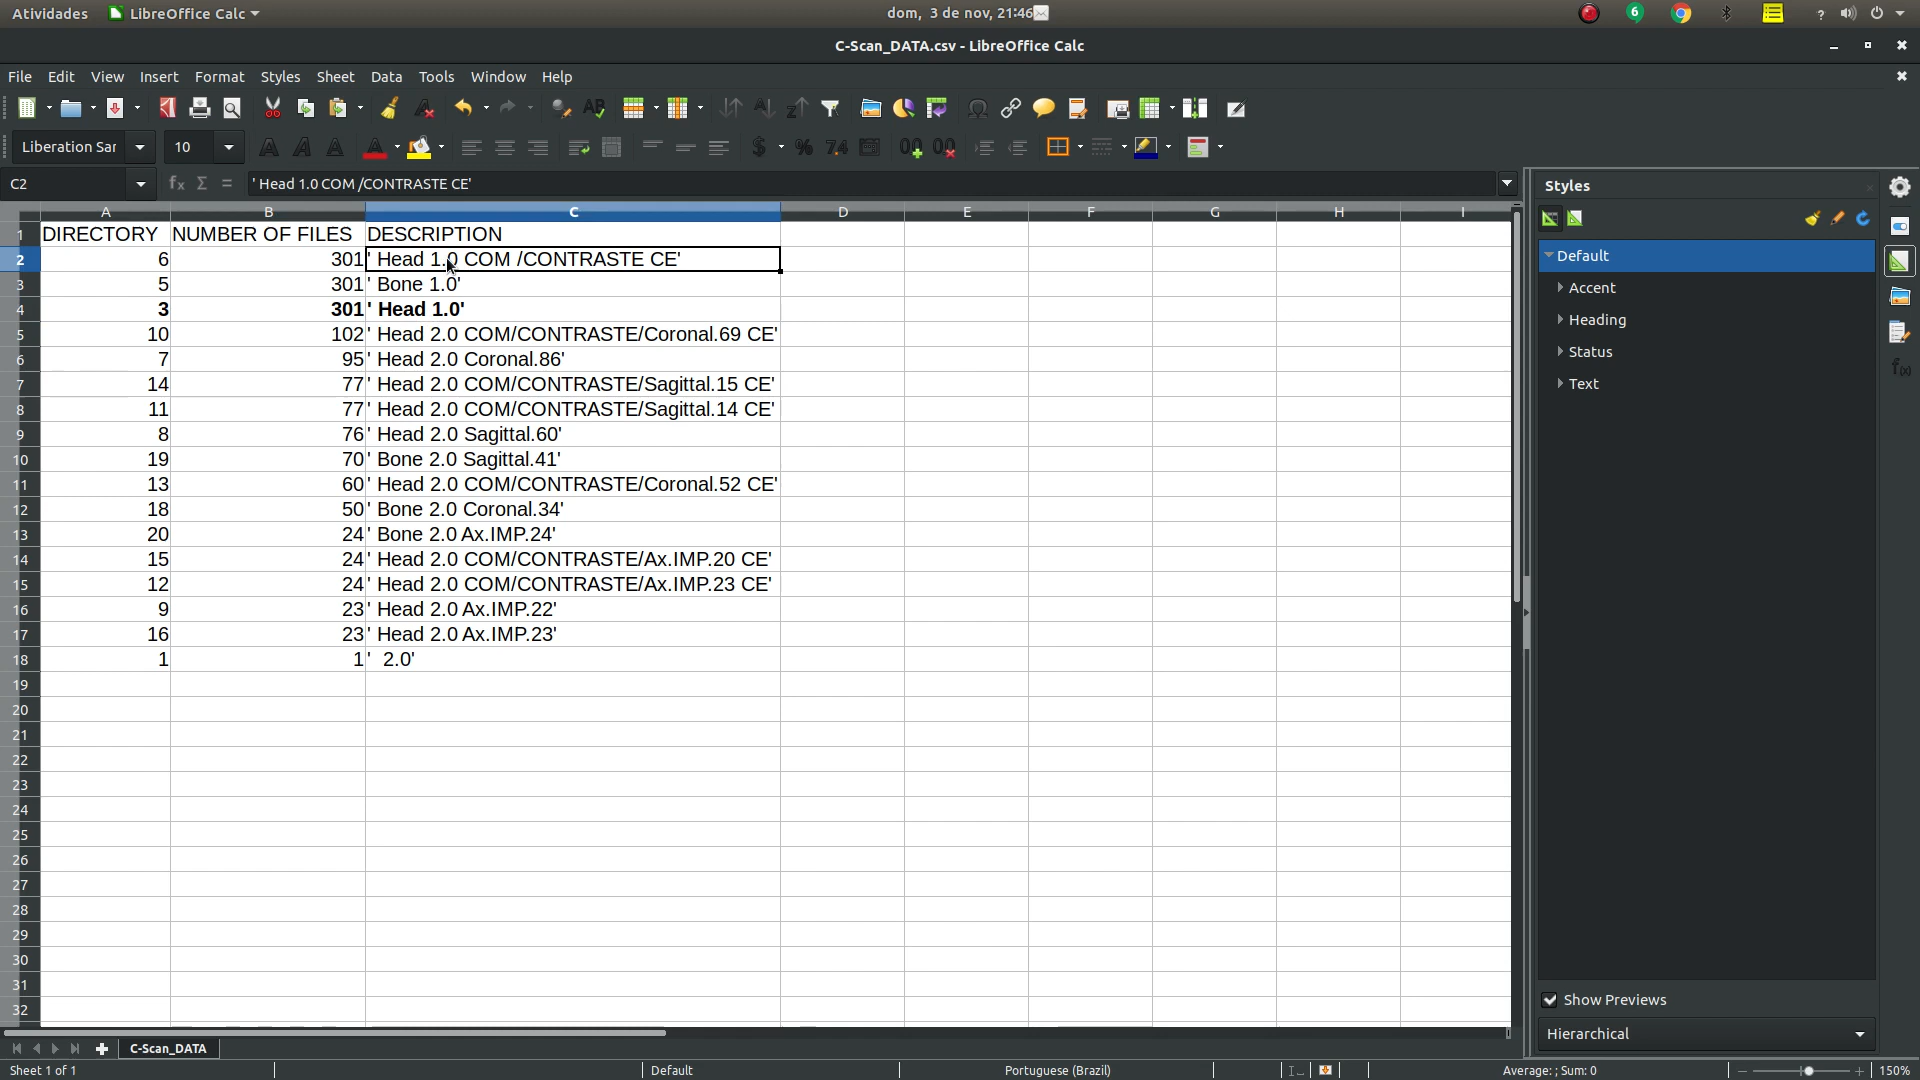 Atividades LibreOffice Calc dom, 3 de nov, 21:46 6 ?
C-Scan_DATA.csv - LibreOffice Calc
File Edit View Insert Format Styles Sheet Data Tools Window Help
Liberation Sar 10
C2 ' Head 1.0 COM /CONTRASTE CE'
Styles
A B C D E F G H I
1 DIRECTORY NUMBER OF FILES DESCRIPTION
2 6 301 ' Head 1.0 COM /CONTRASTE CE'
3 5 301 ' Bone 1.0'
4 3 301 ' Head 1.0'
5 10 102 ' Head 2.0 COM/CONTRASTE/Coronal.69 CE'
6 7 95 ' Head 2.0 Coronal.86'
7 14 77 ' Head 2.0 COM/CONTRASTE/Sagittal.15 CE'
8 11 77 ' Head 2.0 COM/CONTRASTE/Sagittal.14 CE'
9 8 76 ' Head 2.0 Sagittal.60'
10 19 70 ' Bone 2.0 Sagittal.41'
11 13 60 ' Head 2.0 COM/CONTRASTE/Coronal.52 CE'
12 18 50 ' Bone 2.0 Coronal.34'
13 20 24 ' Bone 2.0 Ax.IMP.24'
14 15 24 ' Head 2.0 COM/CONTRASTE/Ax.IMP.20 CE'
15 12 24 ' Head 2.0 COM/CONTRASTE/Ax.IMP.23 CE'
16 9 23 ' Head 2.0 Ax.IMP.22'
17 16 23 ' Head 2.0 Ax.IMP.23'
18 1 1 '  2.0'
19
20
21
22
23
24
25
26
27
28
29
30
31
32
Default
Accent
Heading
Status
Text
Show Previews
Hierarchical
C-Scan_DATA
Sheet 1 of 1 Default Portuguese (Brazil) Average: ; Sum: 0 150%